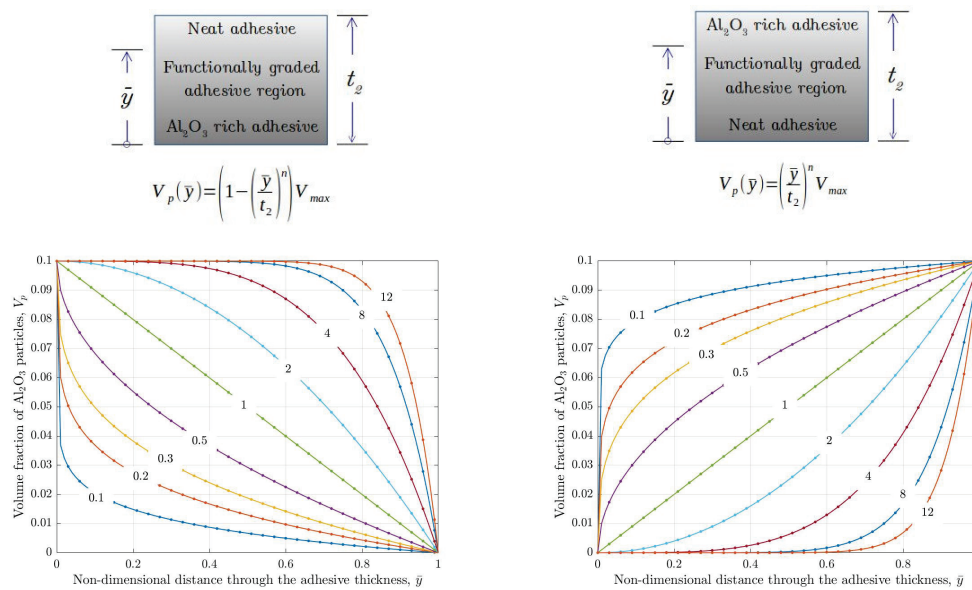 Neat adhesive
Functionally graded
adhesive region
Al₂O₃ rich adhesive
ȳ
t₂
V_p(ȳ)=(1−(ȳ/t₂)ⁿ)V_max
0.1
0.09
0.08
0.07
0.06
0.05
0.04
0.03
0.02
0.01
0
Volume fraction of Al₂O₃ particles, V_p
12
8
4
2
1
0.5
0.3
0.2
0.1
0 0.2 0.4 0.6 0.8 1
Non-dimensional distance through the adhesive thickness, ȳ
Al₂O₃ rich adhesive
Functionally graded
adhesive region
Neat adhesive
ȳ
t₂
V_p(ȳ)=(ȳ/t₂)ⁿV_max
0.1
0.09
0.08
0.07
0.06
0.05
0.04
0.03
0.02
0.01
0
Volume fraction of Al₂O₃ particles, V_p
0.1
0.2
0.3
0.5
1
2
4
8
12
0 0.2 0.4 0.6 0.8
Non-dimensional distance through the adhesive thickness, ȳ